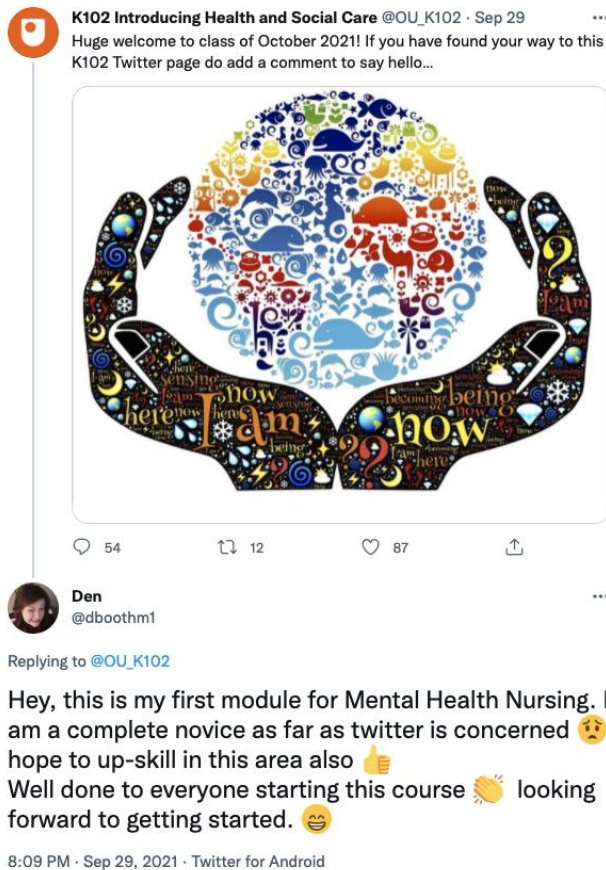 K102 Introducing Health and Social Care @OU_K102 · Sep 29
Huge welcome to class of October 2021! If you have found your way to this
K102 Twitter page do add a comment to say hello...
now
being
I am
here
sensing
I am
now
here now
here
I am
being
becoming being
now
now
I am
here
54 12 87
Den
@dboothm1
Replying to @OU_K102
Hey, this is my first module for Mental Health Nursing. I
am a complete novice as far as twitter is concerned 😟
hope to up-skill in this area also 👍
Well done to everyone starting this course 👏 looking
forward to getting started. 😁
8:09 PM · Sep 29, 2021 · Twitter for Android